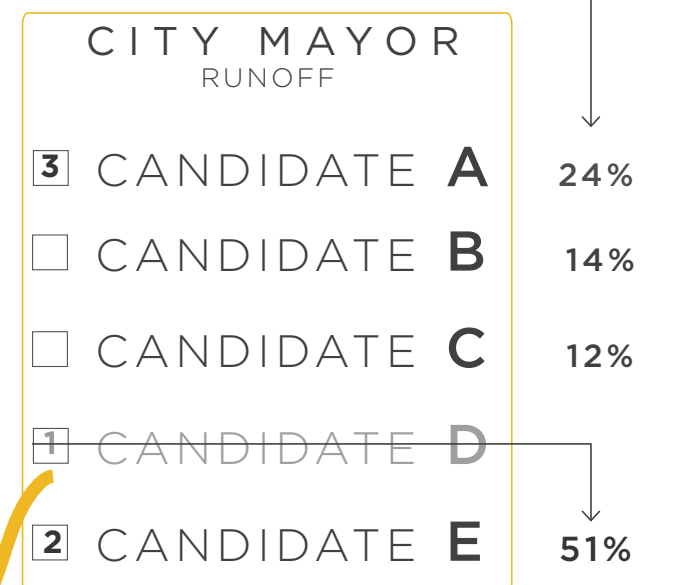 CITY MAYOR
RUNOFF
3 CANDIDATE A 24%
CANDIDATE B 14%
CANDIDATE C 12%
1 CANDIDATE D
2 CANDIDATE E 51%